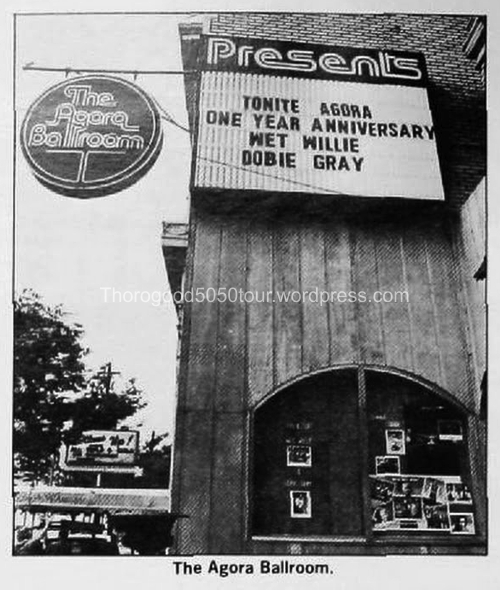 The
Agora
Ballroom
Presents
TONITE AGORA
ONE YEAR ANNIVERSARY
WET WILLIE
DOBIE GRAY
Thorogood5050tour.wordpress.com
The Agora Ballroom.